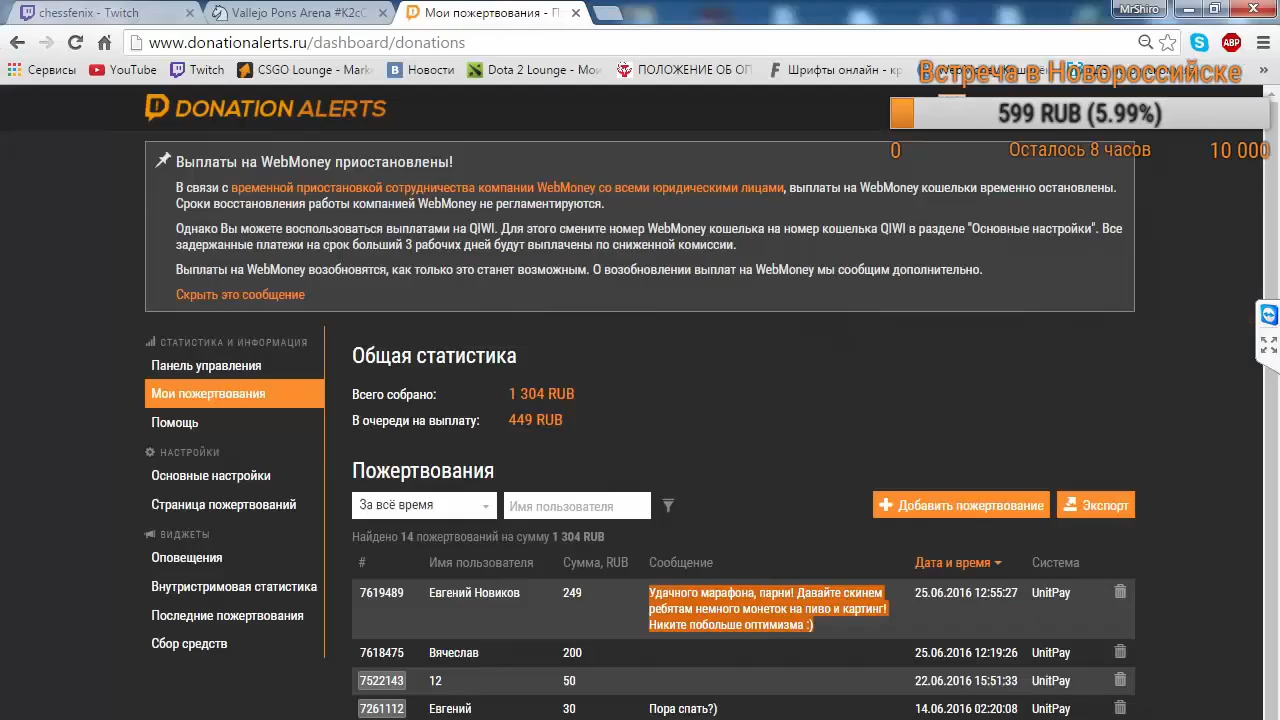 chessfenix - Twitch
Vallejo Pons Arena #K2cC
Мои пожертвования - П
MrShiro
www.donationalerts.ru/dashboard/donations
ABP
Сервисы
YouTube
Twitch
CSGO Lounge - Mark
Новости
Dota 2 Lounge - Мо
ПОЛОЖЕНИЕ ОБ ОП
Шрифты онлайн - кр
Встреча в Новороссийске
DONATION ALERTS
599 RUB (5.99%)
0
Осталось 8 часов
10 000
Выплаты на WebMoney приостановлены!
В связи с временной приостановкой сотрудничества компании WebMoney со всеми юридическими лицами, выплаты на WebMoney кошельки временно остановлены.
Сроки восстановления работы компанией WebMoney не регламентируются.
Однако Вы можете воспользоваться выплатами на QIWI. Для этого смените номер WebMoney кошелька на номер кошелька QIWI в разделе "Основные настройки". Все
задержанные платежи на срок больший 3 рабочих дней будут выплачены по сниженной комиссии.
Выплаты на WebMoney возобновятся, как только это станет возможным. О возобновлении выплат на WebMoney мы сообщим дополнительно.
Скрыть это сообщение
СТАТИСТИКА И ИНФОРМАЦИЯ
Панель управления
Мои пожертвования
Помощь
НАСТРОЙКИ
Основные настройки
Страница пожертвований
ВИДЖЕТЫ
Оповещения
Внутристримовая статистика
Последние пожертвования
Сбор средств
Общая статистика
Всего собрано: 1 304 RUB
В очереди на выплату: 449 RUB
Пожертвования
За всё время
Имя пользователя
Добавить пожертвование
Экспорт
Найдено 14 пожертвований на сумму 1 304 RUB
# Имя пользователя Сумма, RUB Сообщение Дата и время Система
7619489 Евгений Новиков 249 Удачного марафона, парни! Давайте скинем 25.06.2016 12:55:27 UnitPay
ребятам немного монеток на пиво и картинг!
Никите побольше оптимизма :)
7618475 Вячеслав 200 25.06.2016 12:19:26 UnitPay
7522143 12 50 22.06.2016 15:51:33 UnitPay
7261112 Евгений 30 Пора спать?) 14.06.2016 02:20:08 UnitPay